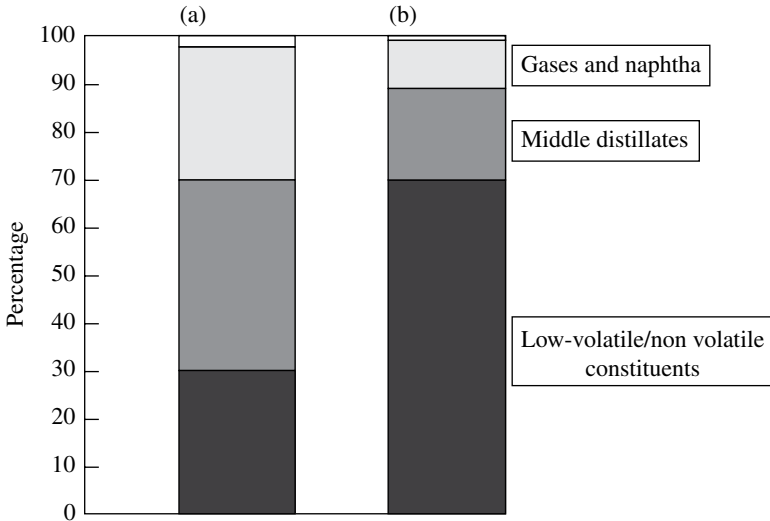 (a)
(b)
100
90
80
70
60
50
40
30
20
10
0
Percentage
Gases and naphtha
Middle distillates
Low-volatile/non volatile
constituents